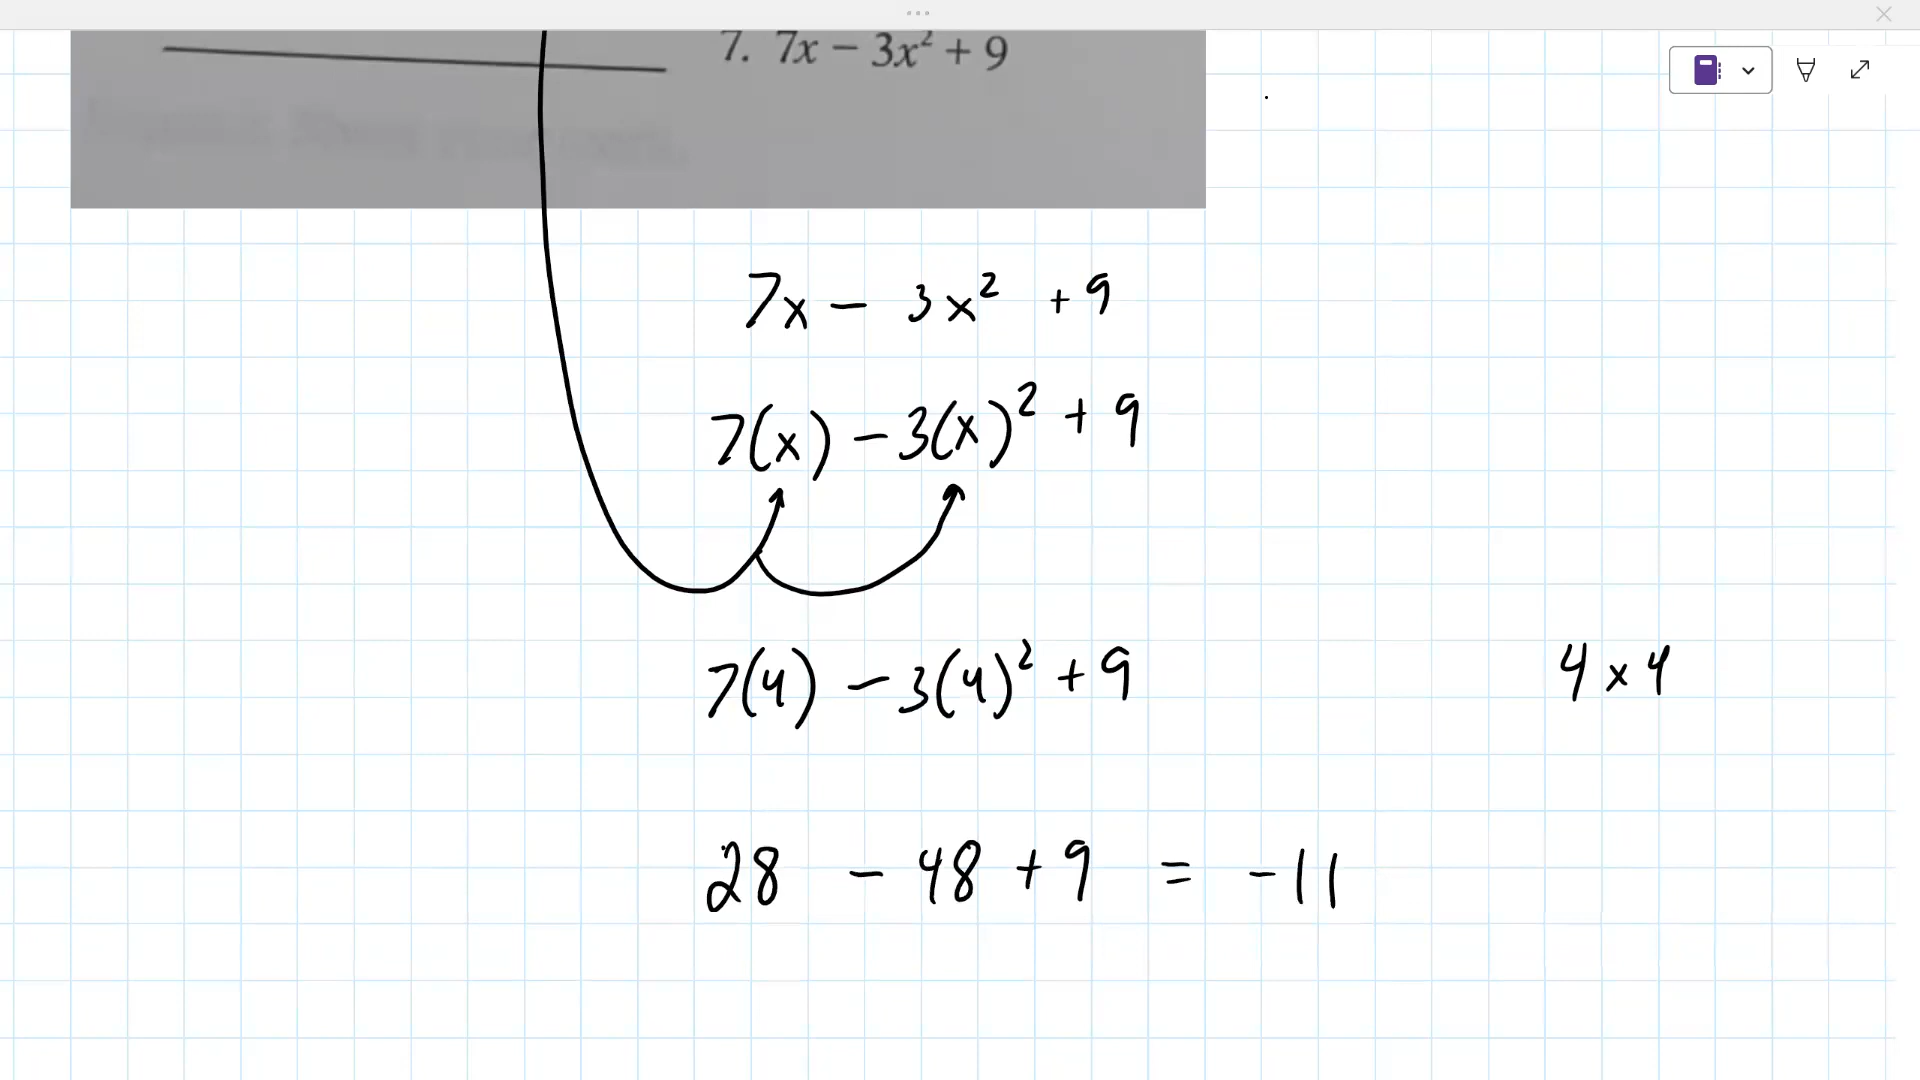 7. 7x − 3x² + 9
7x − 3x² + 9
7(x) − 3(x)² + 9
7(4) − 3(4)² + 9
4 x 4
28 − 48 + 9 = −11